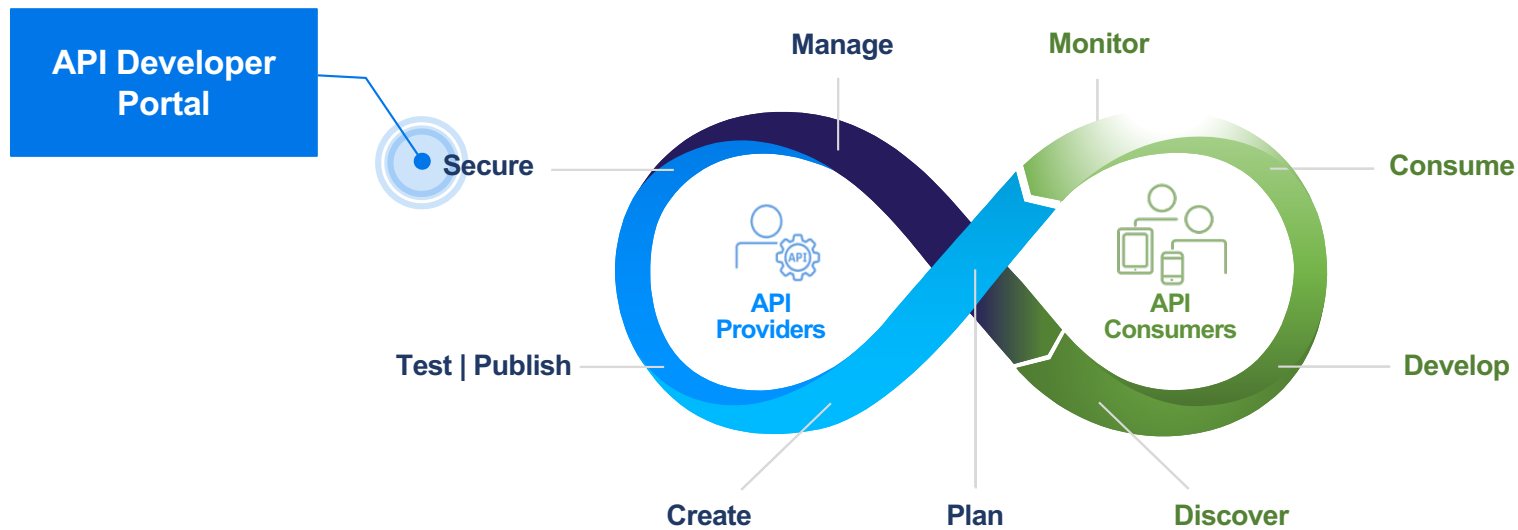 API Developer
Portal
Manage
Monitor
Secure
Consume
API
API
Providers
API
Consumers
Test | Publish
Develop
Create
Plan
Discover